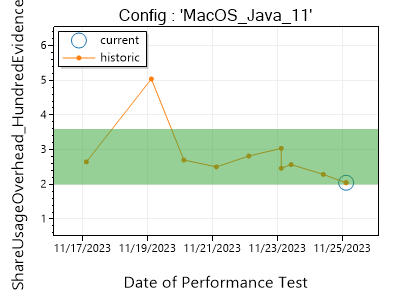 Config : 'MacOS_Java_11'
ShareUsageOverhead_HundredEvidence
current
historic
6
5
4
3
2
1
11/17/2023
11/19/2023
11/21/2023
11/23/2023
11/25/2023
Date of Performance Test